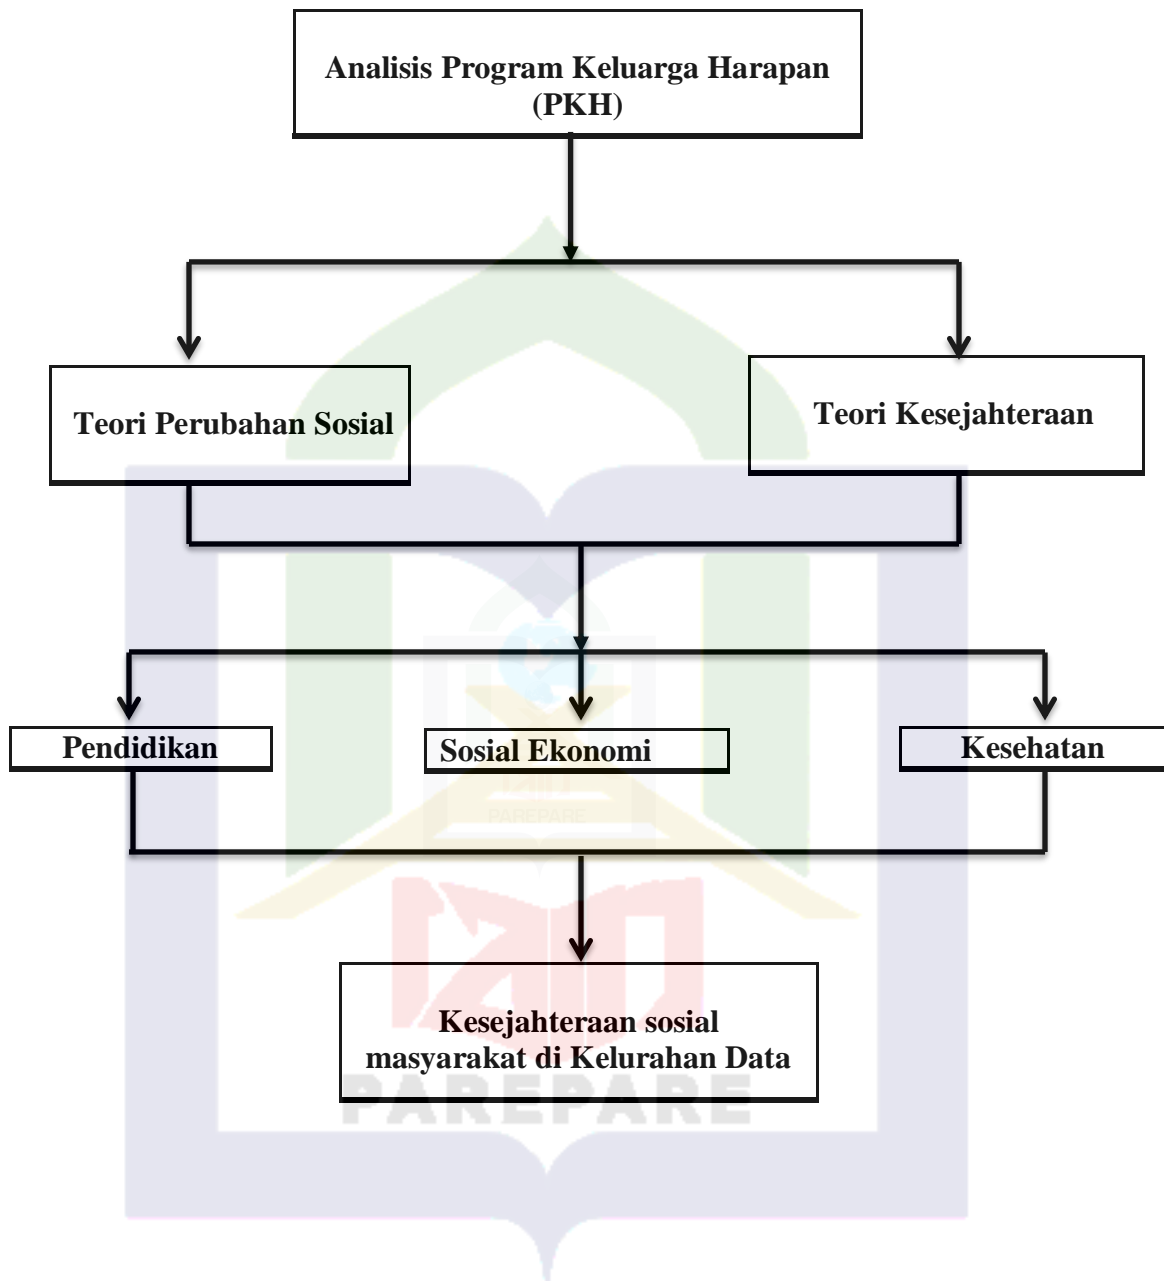 Analisis Program Keluarga Harapan
(PKH)
Teori Perubahan Sosial
Teori Kesejahteraan
Pendidikan
Sosial Ekonomi
Kesehatan
PAREPARE
Kesejahteraan sosial
masyarakat di Kelurahan Data
PAREPARE